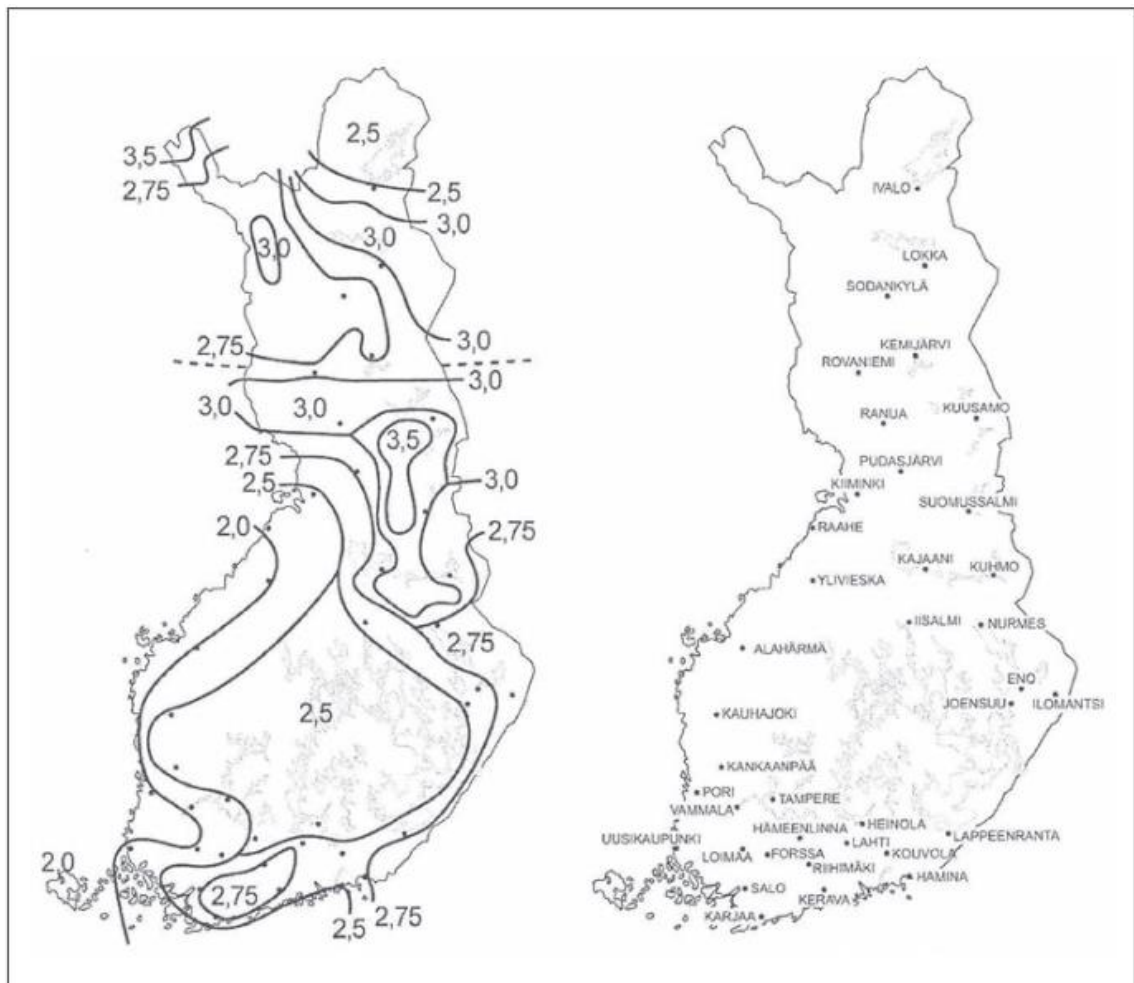 2,5
3,5
2,75
2,5
3,0
3,0
3,0
2,75
3,0
3,0
3,0
3,0
3,5
2,75
2,5
3,0
2,0
2,75
2,75
2,5
2,0
2,75
2,75
2,5
IVALO
LOKKA
SODANKYLÄ
KEMIJÄRVI
ROVANIEMI
RANUA
KUUSAMO
PUDASJÄRVI
KIIMINKI
SUOMUSSALMI
RAAHE
KAJAANI
KUHMO
YLIVIESKA
IISALMI
NURMES
ALAHÄRMÄ
ENO
JOENSUU
ILOMANTSI
KAUHAJOKI
KANKAANPÄÄ
PORI
TAMPERE
VAMMALA
HÄMEENLINNA
HEINOLA
LAPPEENRANTA
UUSIKAUPUNKI
LAHTI
LOIMAA
FORSSA
KOUVOLA
RIIHIMÄKI
HAMINA
SALO
KERAVA
KARJAA